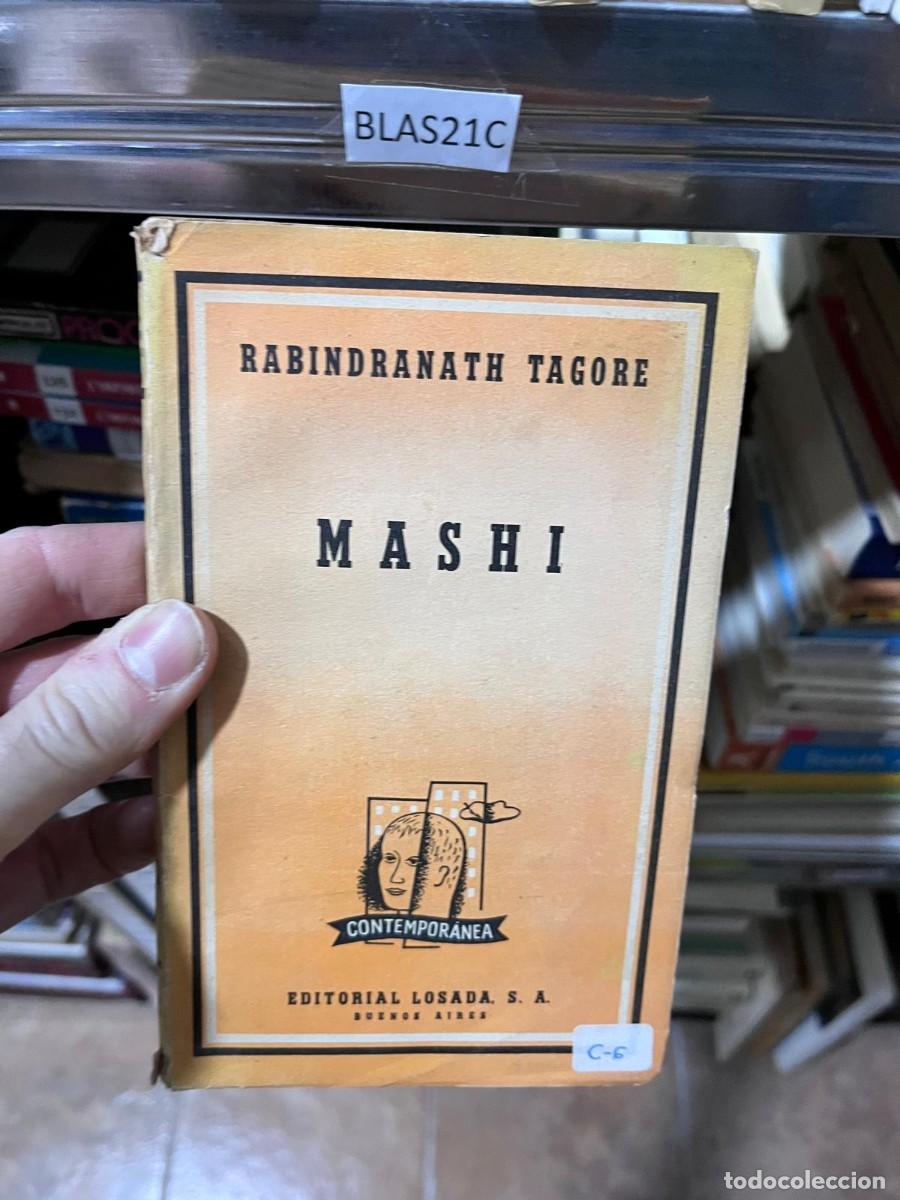 BLAS21C
RABINDRANATH TAGORE
MASHI
CONTEMPORÁNEA
EDITORIAL LOSADA, S. A.
BUENOS AIRES
C-6
todocoleccion